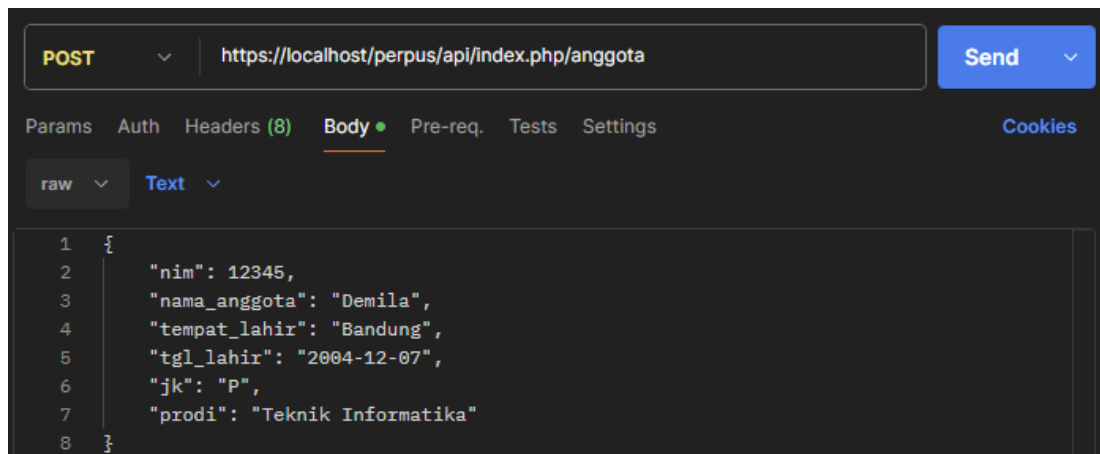 POST https://localhost/perpus/api/index.php/anggota Send
Params Auth Headers (8) Body Pre-req. Tests Settings Cookies
raw Text
1 {
2 "nim": 12345,
3 "nama_anggota": "Demila",
4 "tempat_lahir": "Bandung",
5 "tgl_lahir": "2004-12-07",
6 "jk": "P",
7 "prodi": "Teknik Informatika"
8 }